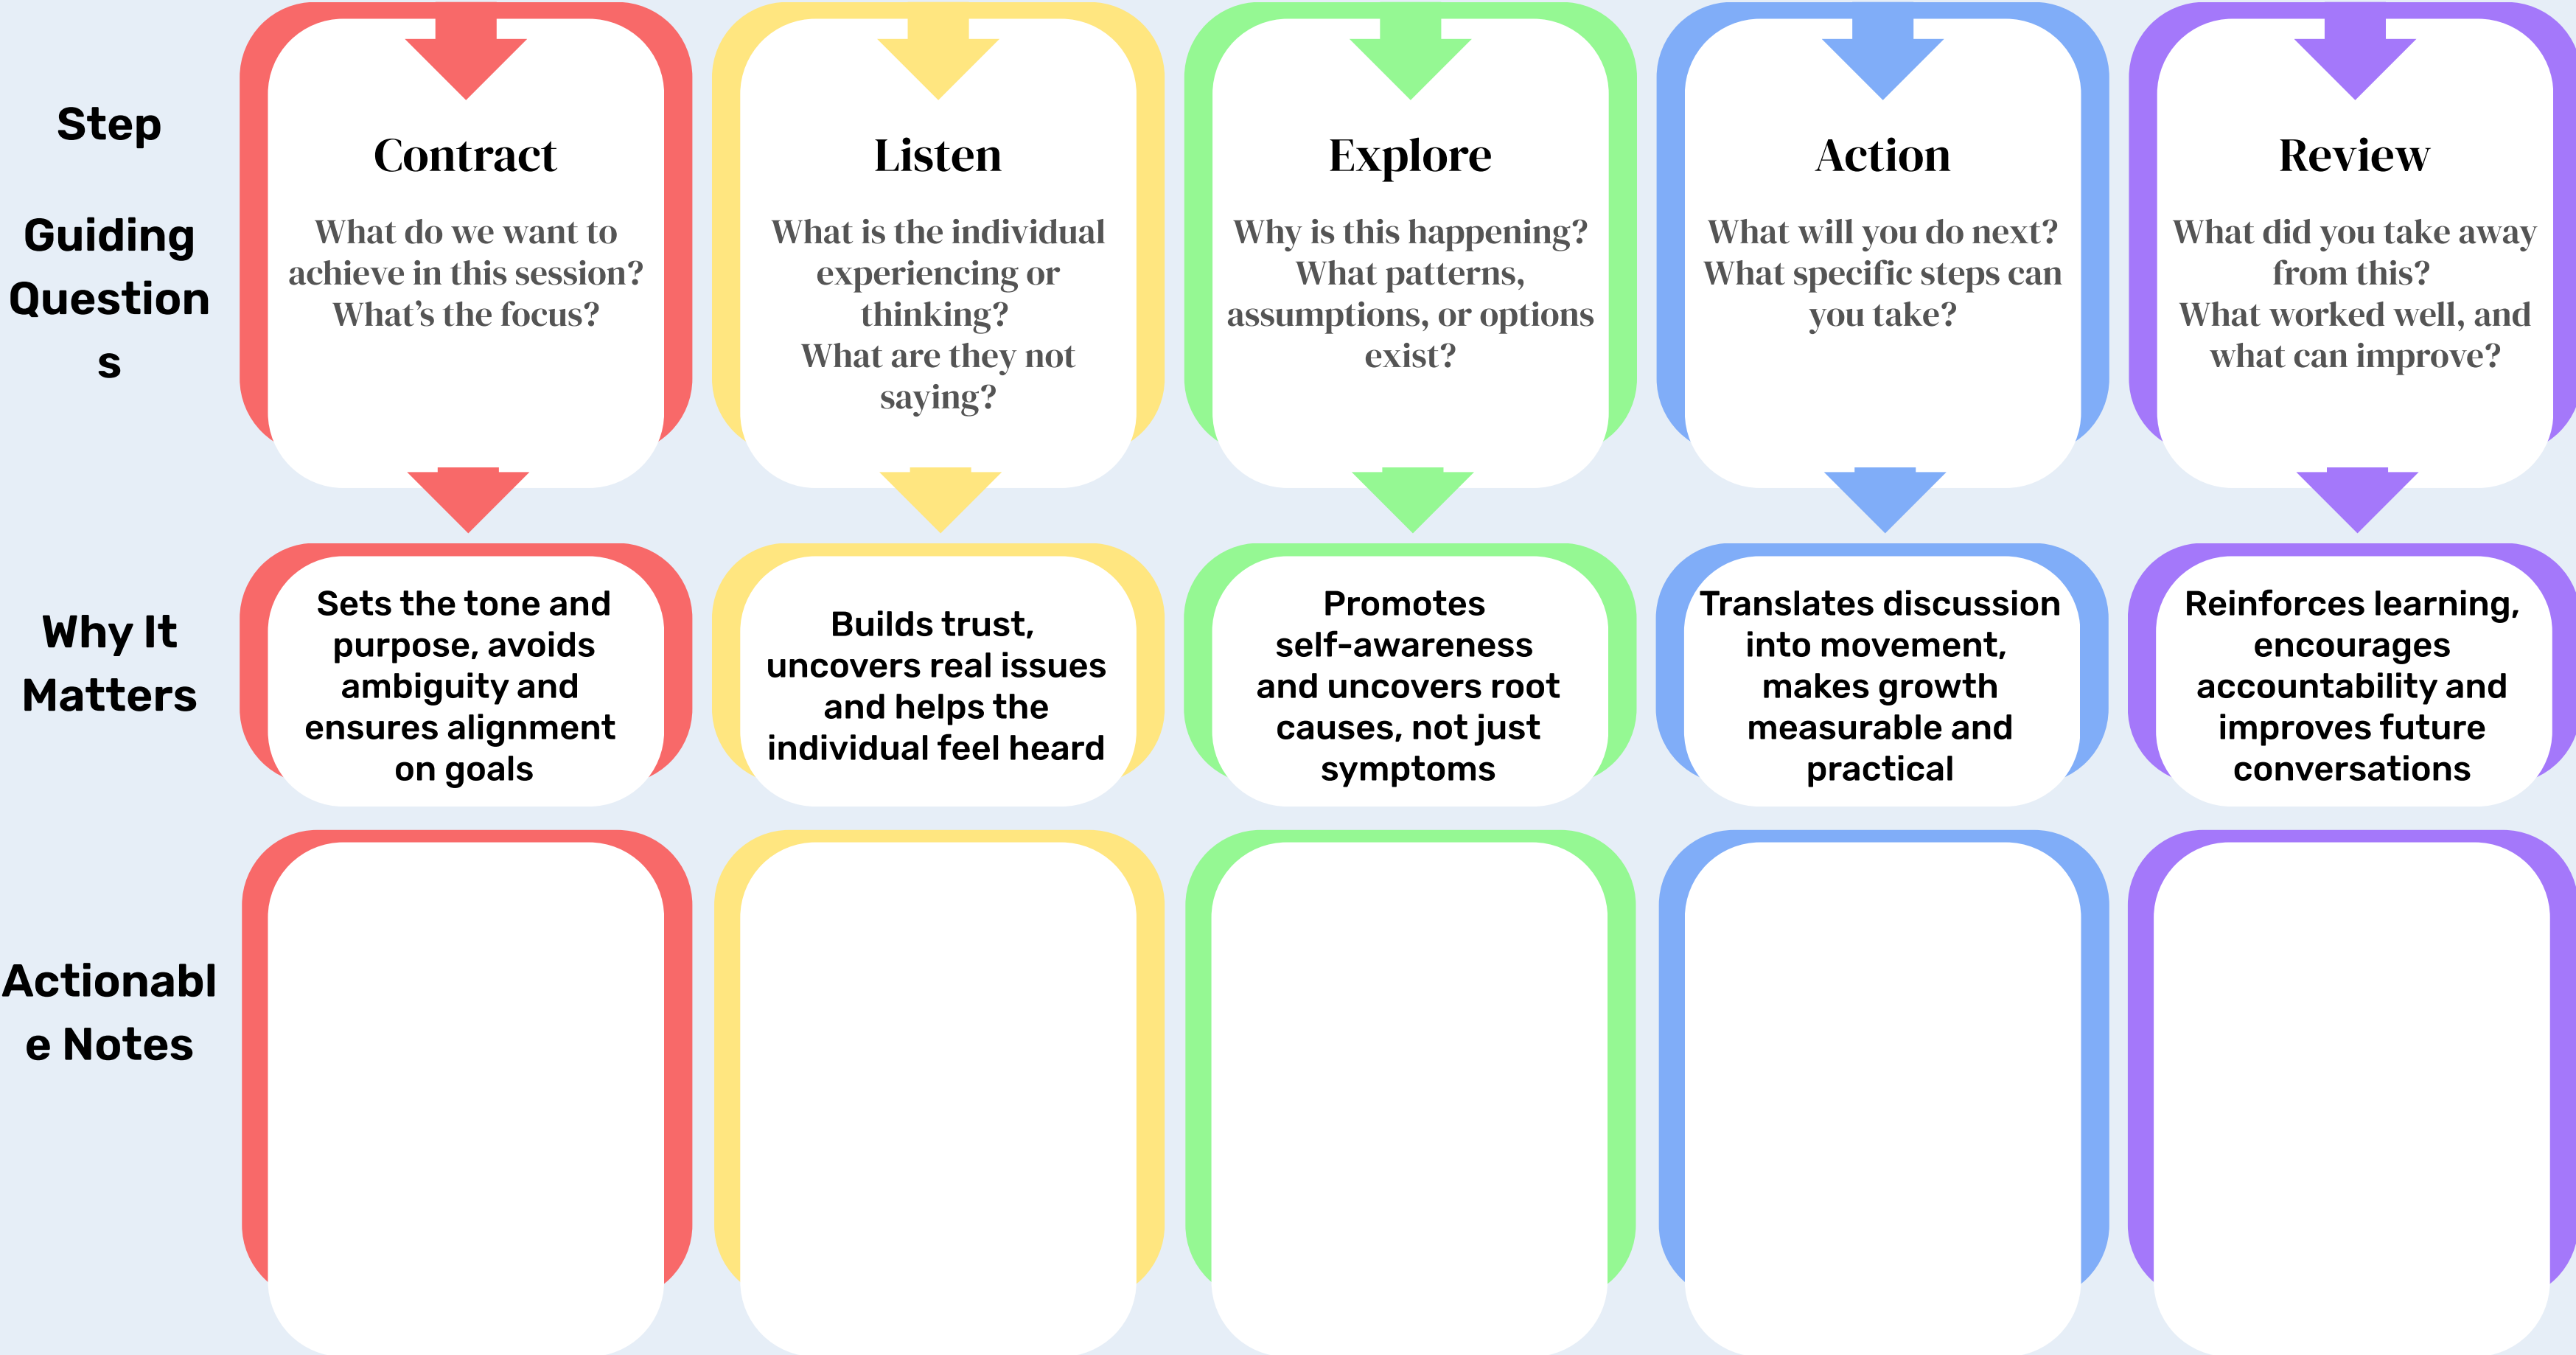 Step
Contract
Listen
Explore
Action
Review
Guiding
Question
s
What do we want to
achieve in this session?
What's the focus?
What is the individual
experiencing or
thinking?
What are they not
saying?
Why is this happening?
What patterns,
assumptions, or options
exist?
What will you do next?
What specific steps can
you take?
What did you take away
from this?
What worked well, and
what can improve?
Why It
Matters
Sets the tone and
purpose, avoids
ambiguity and
ensures alignment
on goals
Builds trust,
uncovers real issues
and helps the
individual feel heard
Promotes
self-awareness
and uncovers root
causes, not just
symptoms
Translates discussion
into movement,
makes growth
measurable and
practical
Reinforces learning,
encourages
accountability and
improves future
conversations
Actionabl
e Notes